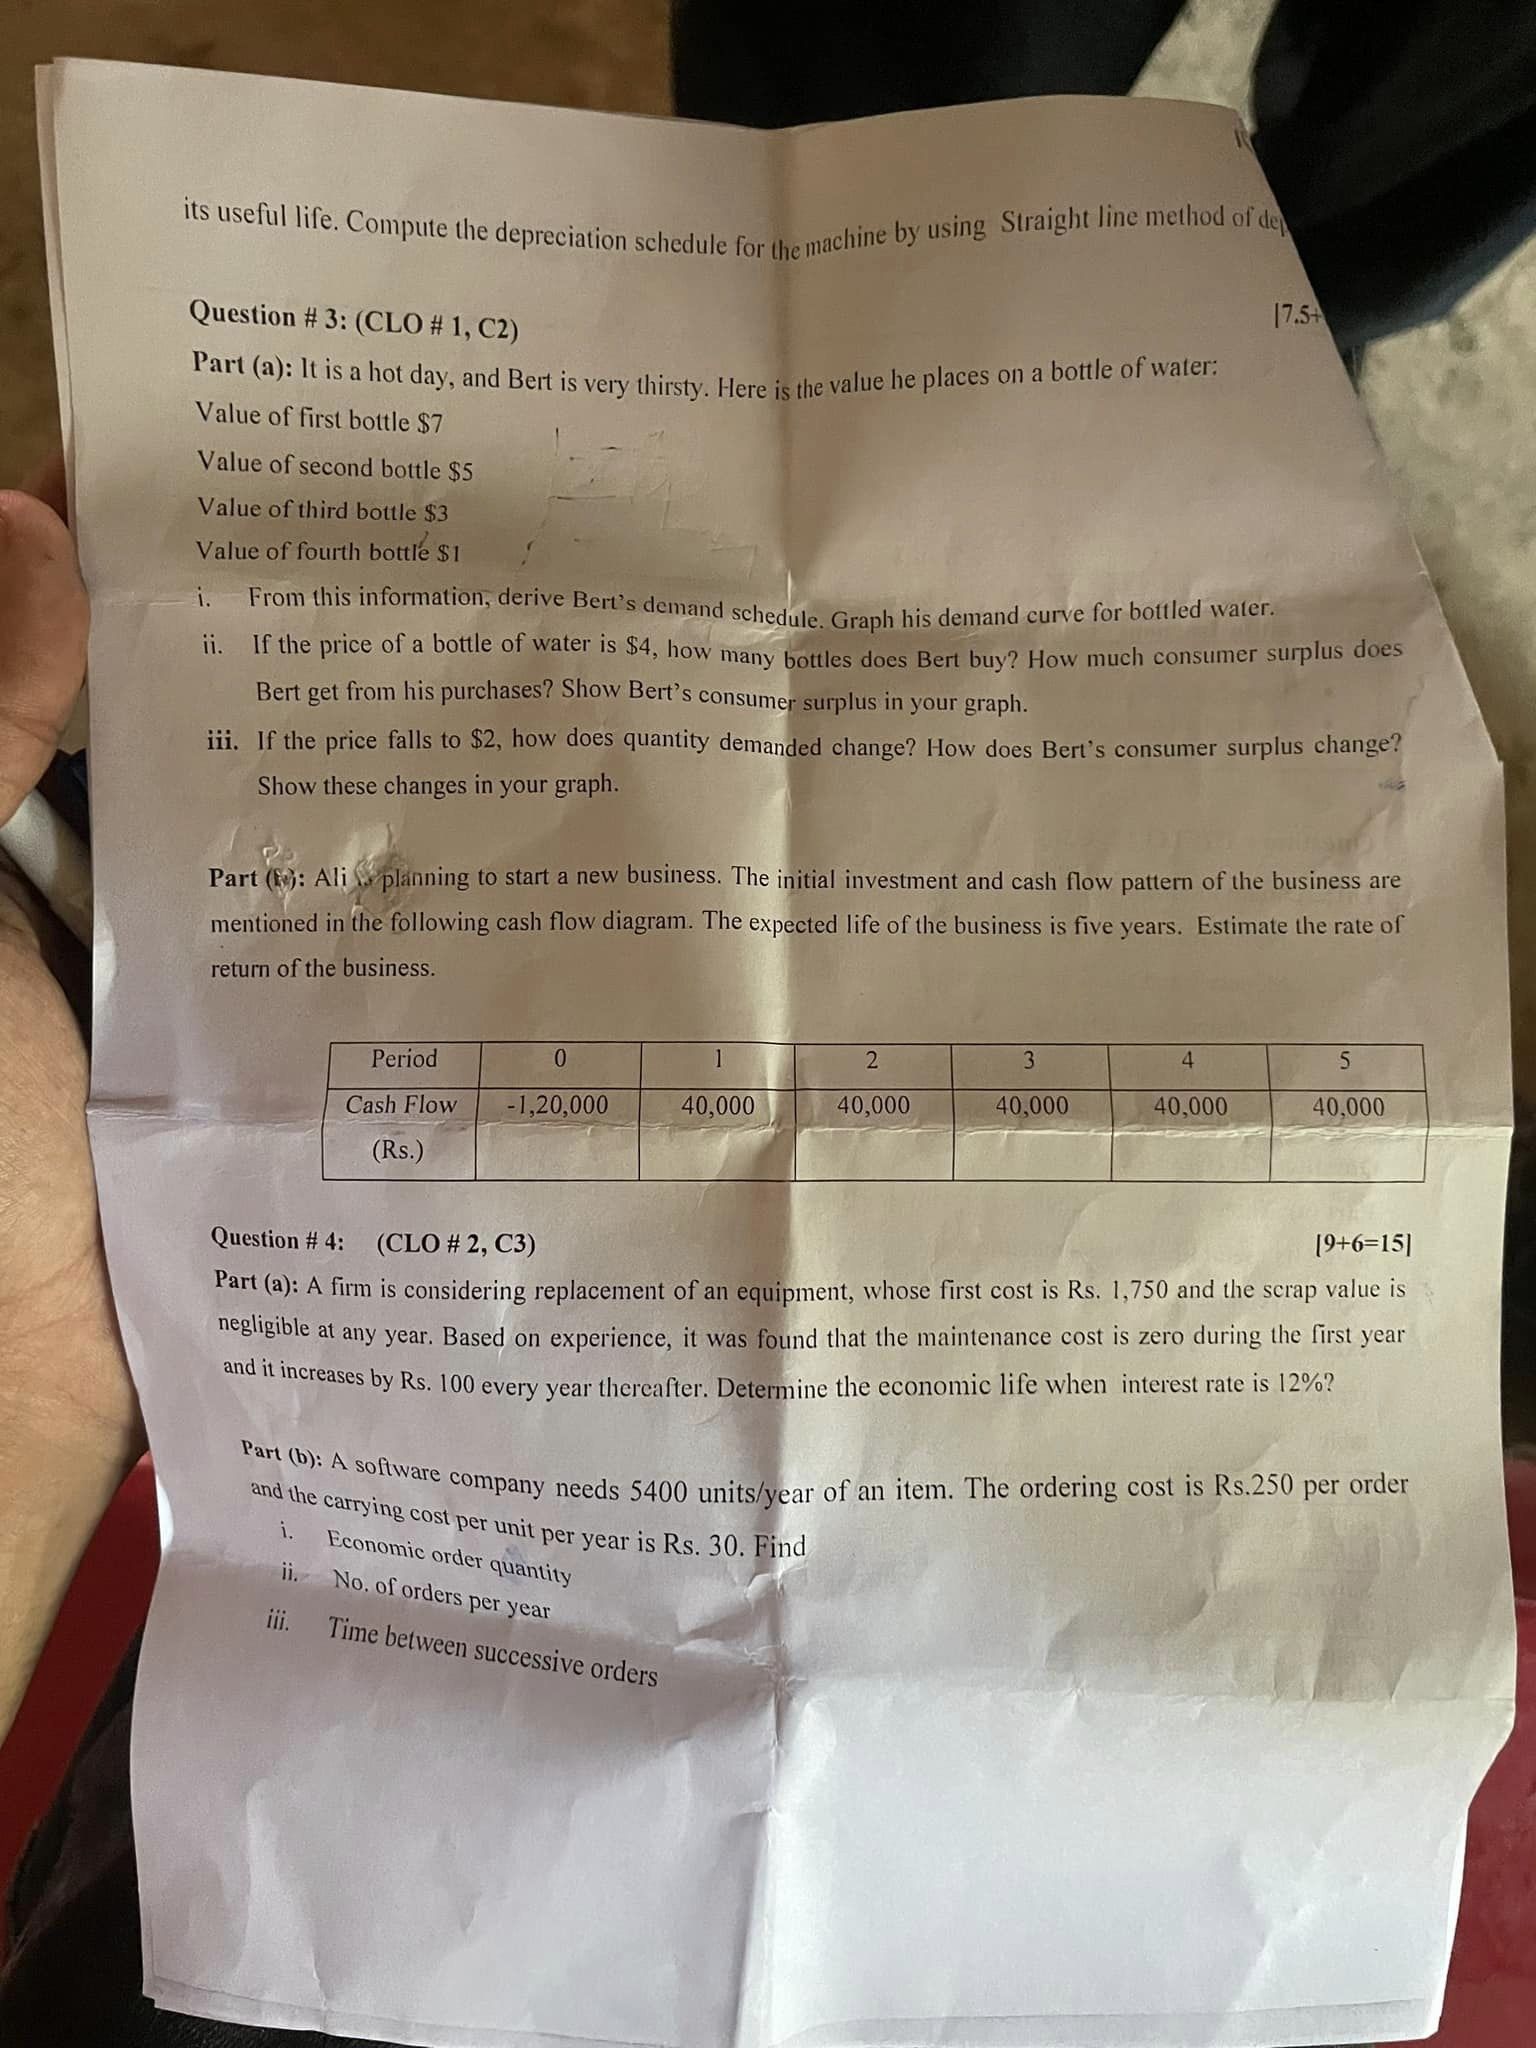 its useful life. Compute the depreciation schedule for the machine by using Straight line method of
Question # 3: (CLO # 1, C2) [7.5+
Part (a): It is a hot day, and Bert is very thirsty. Here is the value he places on a bottle of water:
Value of first bottle $7
Value of second bottle $5
Value of third bottle $3
Value of fourth bottle $1
i. From this information, derive Bert's demand schedule. Graph his demand curve for bottled water.
ii. If the price of a bottle of water is $4, how many bottles does Bert buy? How much consumer surplus does
Bert get from his purchases? Show Bert's consumer surplus in your graph.
iii. If the price falls to $2, how does quantity demanded change? How does Bert's consumer surplus change?
Show these changes in your graph.
Part Ali planning to start a new business. The initial investment and cash flow pattern of the business are
mentioned in the following cash flow diagram. The expected life of the business is five years. Estimate the rate of
return of the business.
Period 0 1 2 3 4 5
Cash Flow -1,20,000 40,000 40,000 40,000 40,000 40,000
(Rs.)
Question # 4: (CLO # 2, C3) [9+6=15]
Part (a): A firm is considering replacement of an equipment, whose first cost is Rs. 1,750 and the scrap value is
negligible at any year. Based on experience, it was found that the maintenance cost is zero during the first year
and it increases by Rs. 100 every year thereafter. Determine the economic life when interest rate is 12%?
Part (b): A software company needs 5400 units/year of an item. The ordering cost is Rs.250 per order
and the carrying cost per unit per year is Rs. 30. Find
i. Economic order quantity
ii. No. of orders per year
iii. Time between successive orders